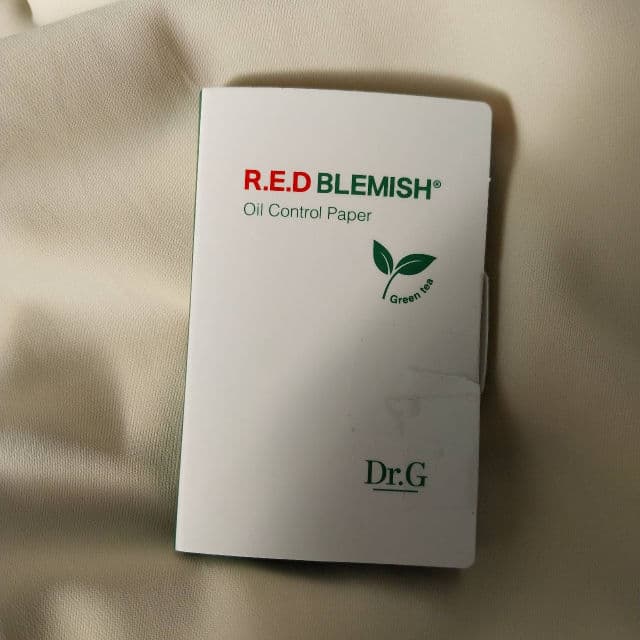 R.E.D BLEMISH®
Oil Control Paper
Green tea
Dr.G